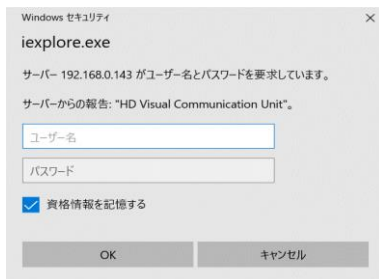 Windows セキュリティ
iexplore.exe
サーバー 192.168.0.143 がユーザー名とパスワードを要求しています。
サーバーからの報告: "HD Visual Communication Unit"。
ユーザー名
パスワード
資格情報を記憶する
OK キャンセル